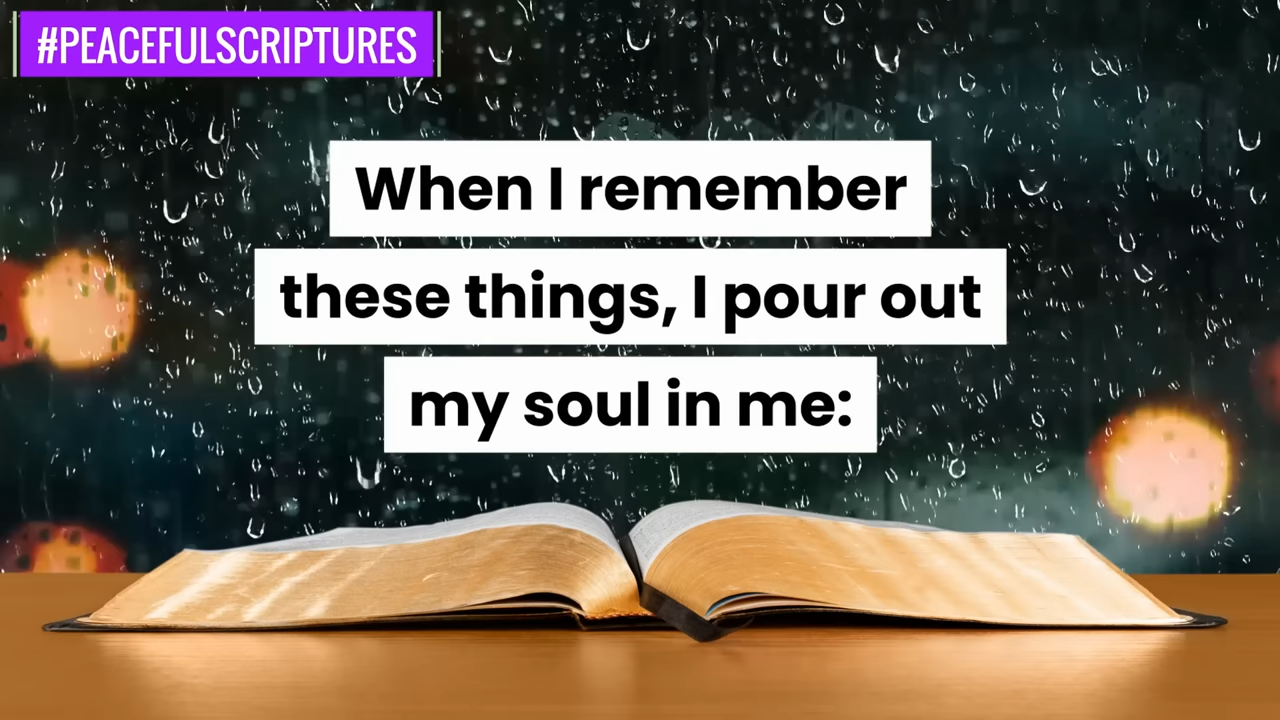 #PEACEFULSCRIPTURES
When I remember
these things, I pour out
my soul in me: